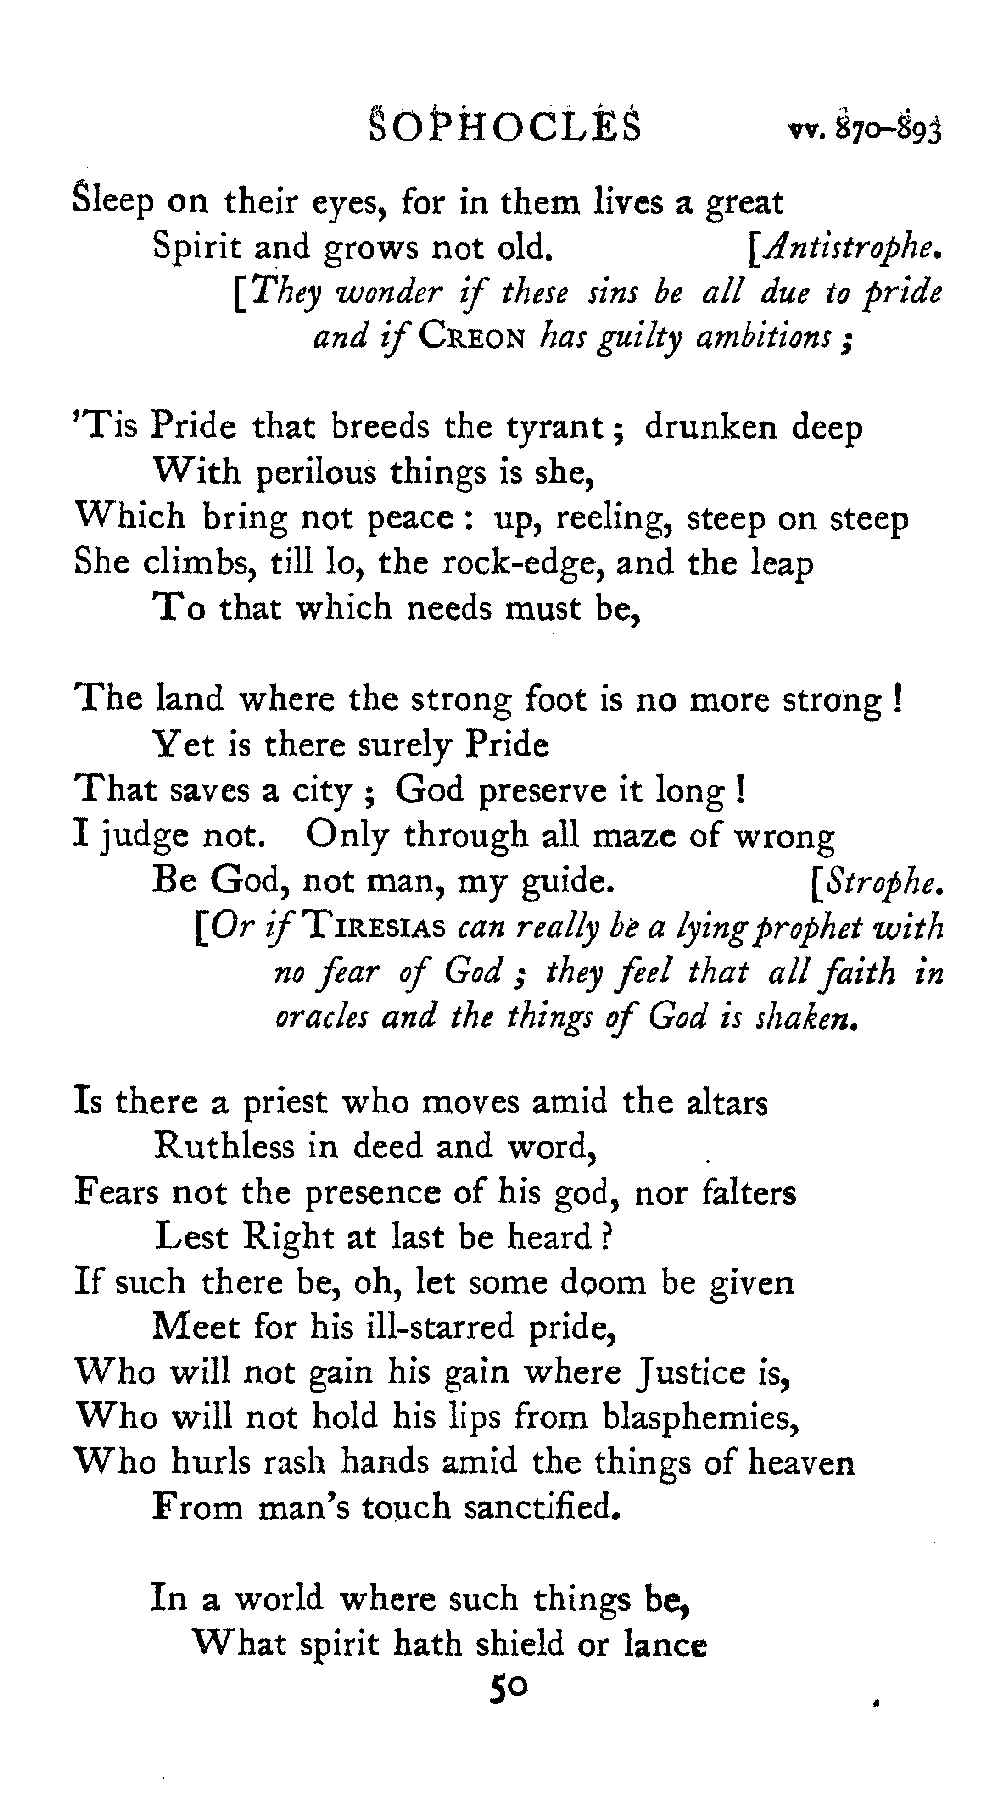 SOPHOCLES vv. 870–893
Sleep on their eyes, for in them lives a great
Spirit and grows not old. [Antistrophe.
[They wonder if these sins be all due to pride
and if CREON has guilty ambitions ;
'Tis Pride that breeds the tyrant ; drunken deep
With perilous things is she,
Which bring not peace : up, reeling, steep on steep
She climbs, till lo, the rock-edge, and the leap
To that which needs must be,
The land where the strong foot is no more strong !
Yet is there surely Pride
That saves a city ; God preserve it long !
I judge not. Only through all maze of wrong
Be God, not man, my guide. [Strophe.
[Or if TIRESIAS can really be a lying prophet with
no fear of God ; they feel that all faith in
oracles and the things of God is shaken.
Is there a priest who moves amid the altars
Ruthless in deed and word,
Fears not the presence of his god, nor falters
Lest Right at last be heard ?
If such there be, oh, let some doom be given
Meet for his ill-starred pride,
Who will not gain his gain where Justice is,
Who will not hold his lips from blasphemies,
Who hurls rash hands amid the things of heaven
From man's touch sanctified.
In a world where such things be,
What spirit hath shield or lance
50